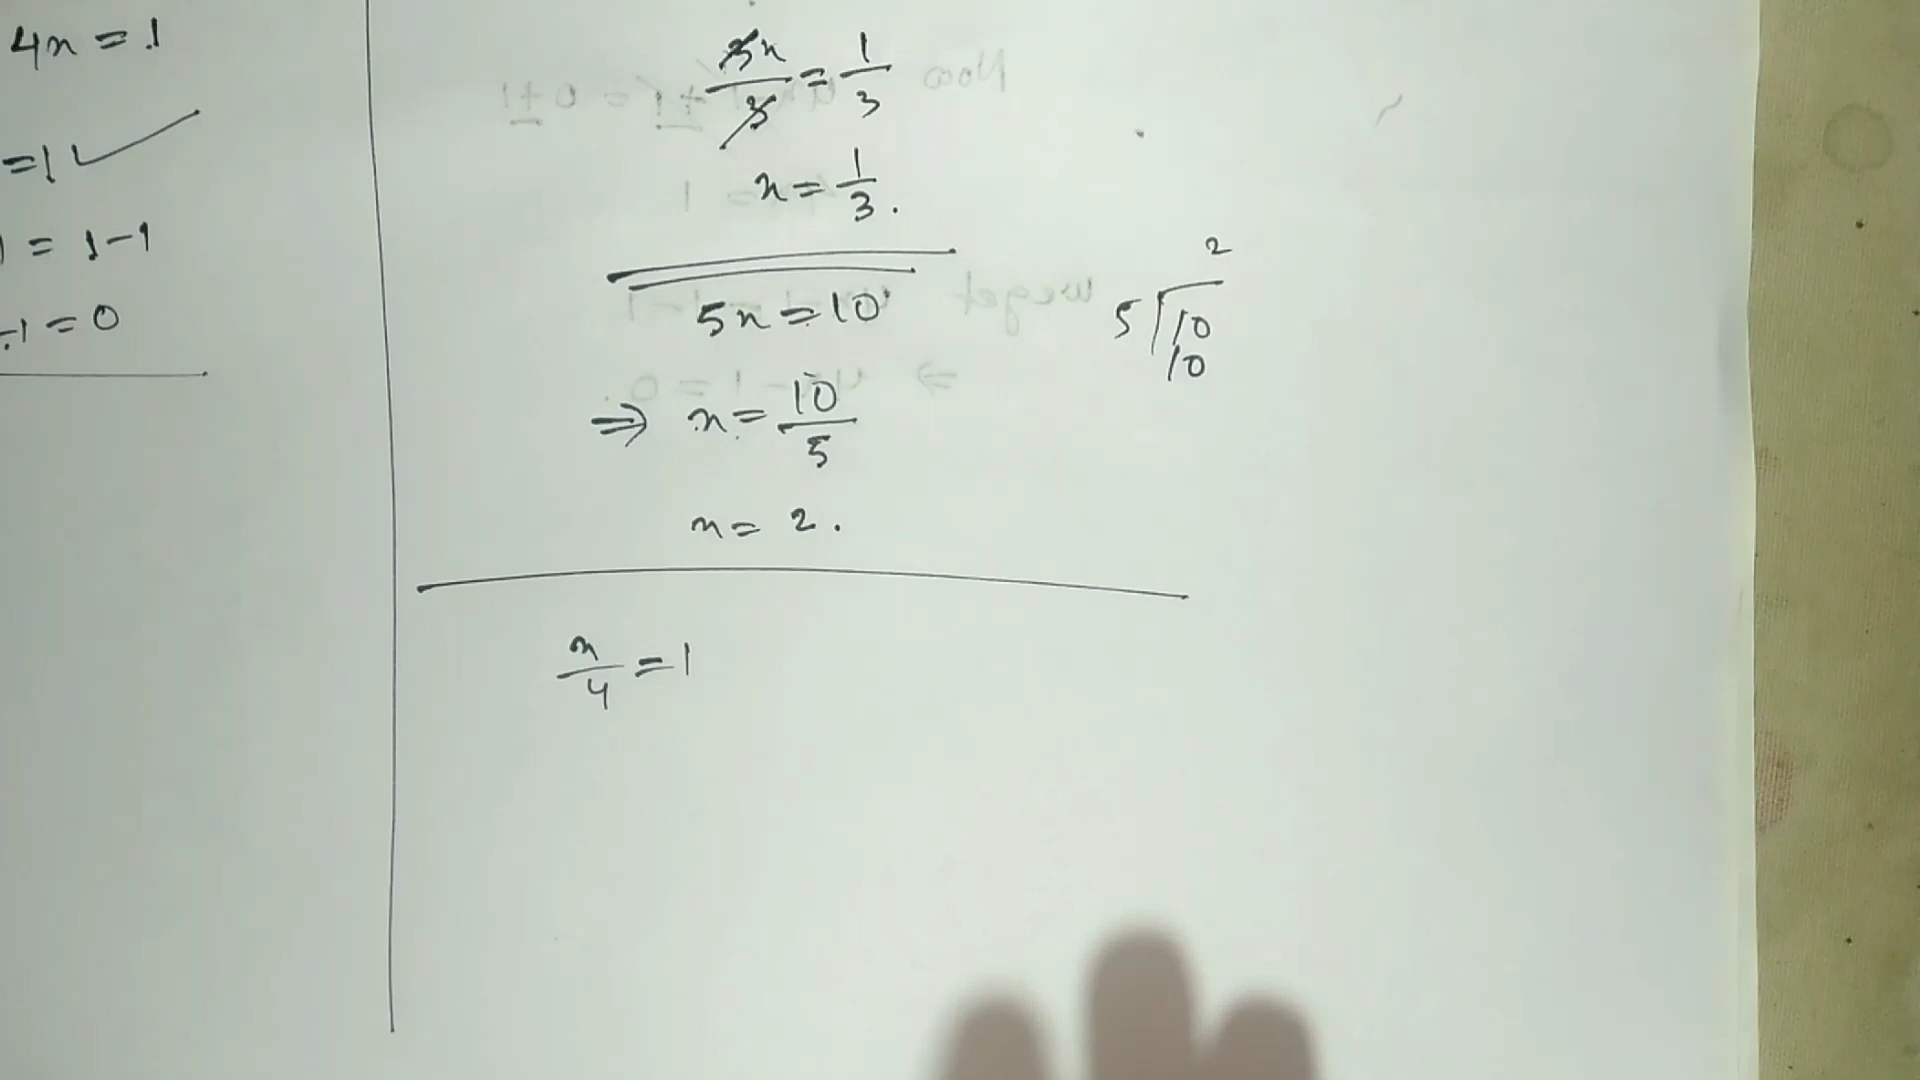 4x = 1
= 1 ✓
1 = 1 - 1
-1 = 0
3x/3 = 1/3
x = 1/3.
5x = 10
⇒ x = 10/5
x = 2.
2
5 ) 10
10
x/4 = 1